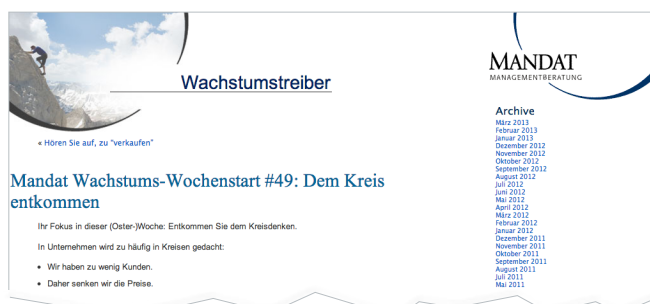 Wachstumstreiber
MANDAT
MANAGEMENTBERATUNG
« Hören Sie auf, zu "verkaufen"
Mandat Wachstums-Wochenstart #49: Dem Kreis
entkommen
Ihr Fokus in dieser (Oster-)Woche: Entkommen Sie dem Kreisdenken.
In Unternehmen wird zu häufig in Kreisen gedacht:
• Wir haben zu wenig Kunden.
• Daher senken wir die Preise.
Archive
März 2013
Februar 2013
Januar 2013
Dezember 2012
November 2012
Oktober 2012
September 2012
August 2012
Juli 2012
Juni 2012
Mai 2012
April 2012
März 2012
Februar 2012
Januar 2012
Dezember 2011
November 2011
Oktober 2011
September 2011
August 2011
Juli 2011
Mai 2011